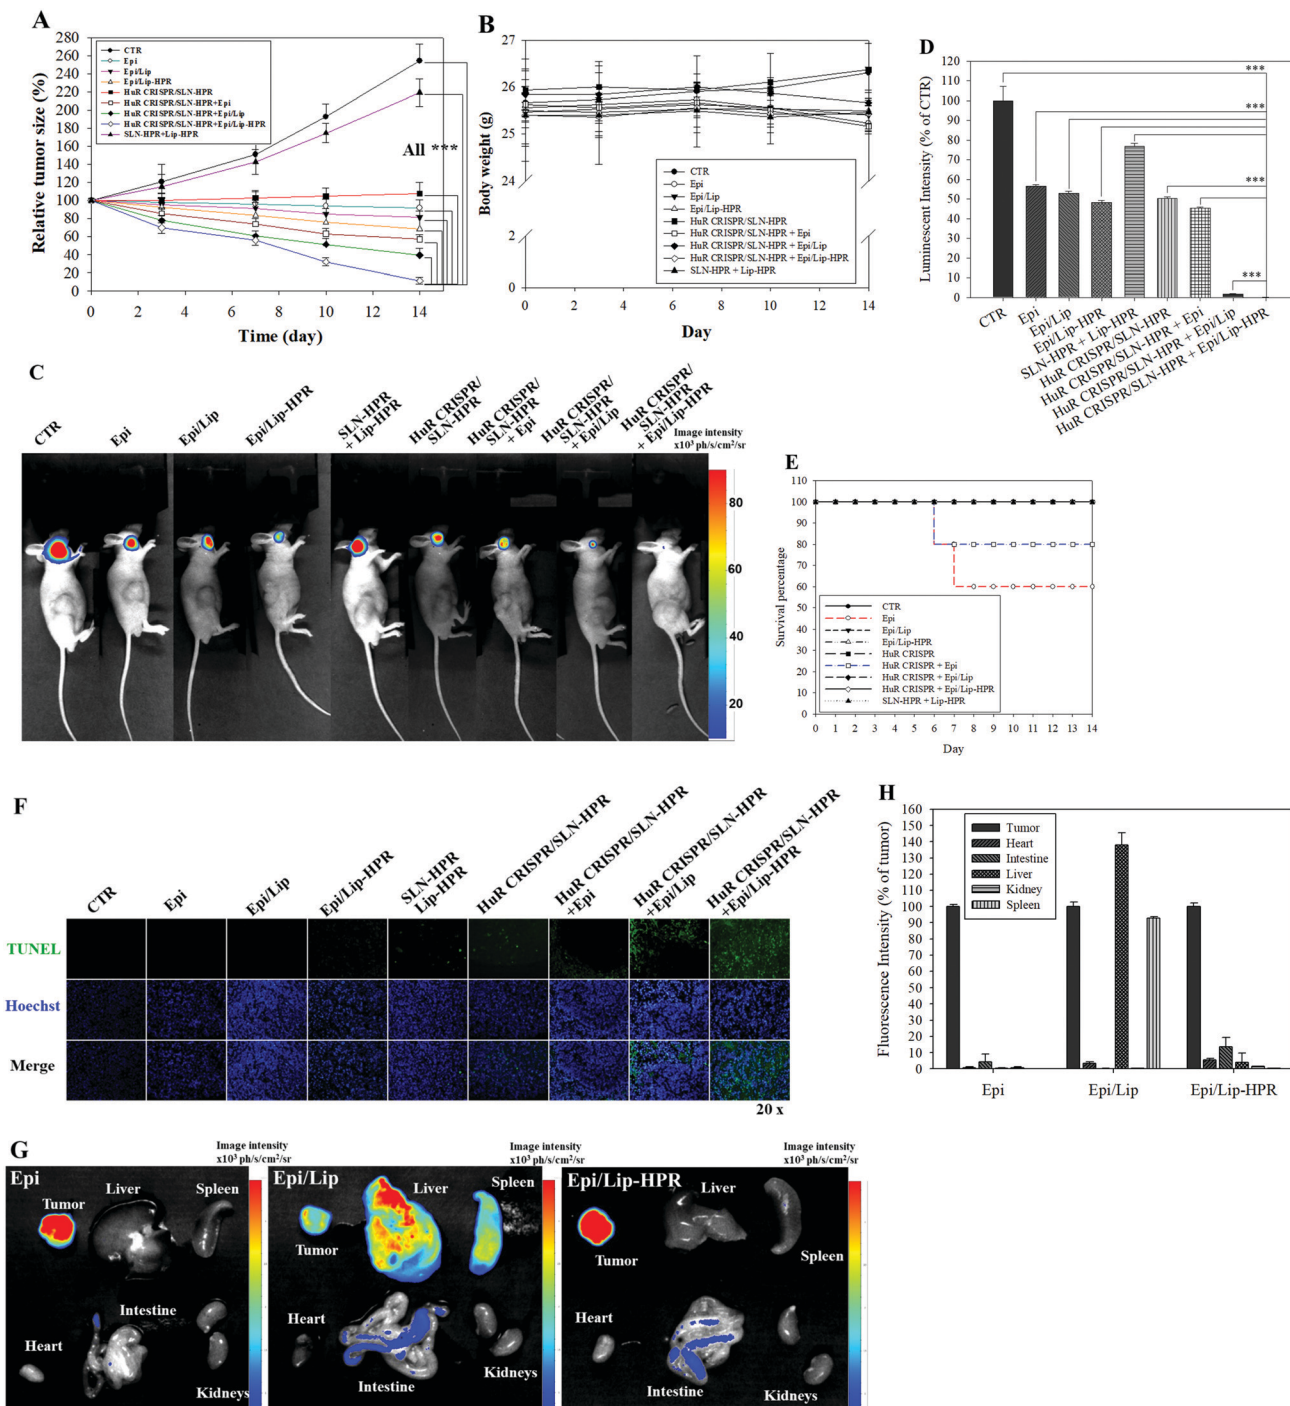 A
280
260
240
220
200
180
160
140
120
100
80
60
40
20
0
Relative tumor size (%)
CTR
Epi
Epi/Lip
Epi/Lip-HPR
HuR CRISPR/SLN-HPR
HuR CRISPR/SLN-HPR+Epi
HuR CRISPR/SLN-HPR+Epi/Lip
HuR CRISPR/SLN-HPR+Epi/Lip-HPR
SLN-HPR+Lip-HPR
All ***
0 2 4 6 8 10 12 14
Time (day)
B
27
26
25
24
2
0
Body weight (g)
CTR
Epi
Epi/Lip
Epi/Lip-HPR
HuR CRISPR/SLN-HPR
HuR CRISPR/SLN-HPR + Epi
HuR CRISPR/SLN-HPR + Epi/Lip
HuR CRISPR/SLN-HPR + Epi/Lip-HPR
SLN-HPR + Lip-HPR
0 2 4 6 8 10 12 14
Day
D
120
110
100
90
80
70
60
50
40
30
20
10
0
Luminescent Intensity (% of CTR)
***
***
***
***
***
CTR
Epi
Epi/Lip
Epi/Lip-HPR
SLN-HPR + Lip-HPR
HuR CRISPR/SLN-HPR
HuR CRISPR/SLN-HPR + Epi
HuR CRISPR/SLN-HPR + Epi/Lip
HuR CRISPR/SLN-HPR + Epi/Lip-HPR
C
CTR
Epi
Epi/Lip
Epi/Lip-HPR
SLN-HPR
+ Lip-HPR
HuR CRISPR/
SLN-HPR
HuR CRISPR/
SLN-HPR
+ Epi
HuR CRISPR/
SLN-HPR
+ Epi/Lip
HuR CRISPR/
SLN-HPR
+ Epi/Lip-HPR
Image intensity
x10³ ph/s/cm²/sr
80
60
40
20
E
110
100
90
80
70
60
50
40
30
20
10
0
Survival percentage
CTR
Epi
Epi/Lip
Epi/Lip-HPR
HuR CRISPR
HuR CRISPR + Epi
HuR CRISPR + Epi/Lip
HuR CRISPR + Epi/Lip-HPR
SLN-HPR + Lip-HPR
0 1 2 3 4 5 6 7 8 9 10 11 12 13 14
Day
F
CTR
Epi
Epi/Lip
Epi/Lip-HPR
SLN-HPR
Lip-HPR
HuR CRISPR/SLN-HPR
HuR CRISPR/SLN-HPR
+Epi
HuR CRISPR/SLN-HPR
+Epi/Lip
HuR CRISPR/SLN-HPR
+Epi/Lip-HPR
TUNEL
Hoechst
Merge
20 x
H
160
150
140
130
120
110
100
90
80
70
60
50
40
30
20
10
0
Fluorescence Intensity (% of tumor)
Tumor
Heart
Intestine
Liver
Kidney
Spleen
Epi Epi/Lip Epi/Lip-HPR
G
Image intensity
x10³ ph/s/cm²/sr
Epi
Tumor
Liver
Spleen
Heart
Intestine
Kidneys
Image intensity
x10³ ph/s/cm²/sr
Epi/Lip
Tumor
Liver
Spleen
Heart
Intestine
Kidneys
Image intensity
x10³ ph/s/cm²/sr
Epi/Lip-HPR
Tumor
Liver
Spleen
Heart
Intestine
Kidneys